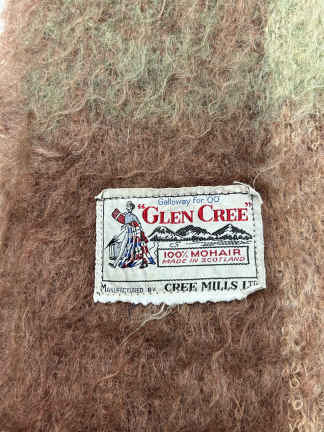 Galloway for OO
"GLEN CREE"
100% MOHAIR
MADE IN SCOTLAND
MANUFACTURED BY CREE MILLS LTD